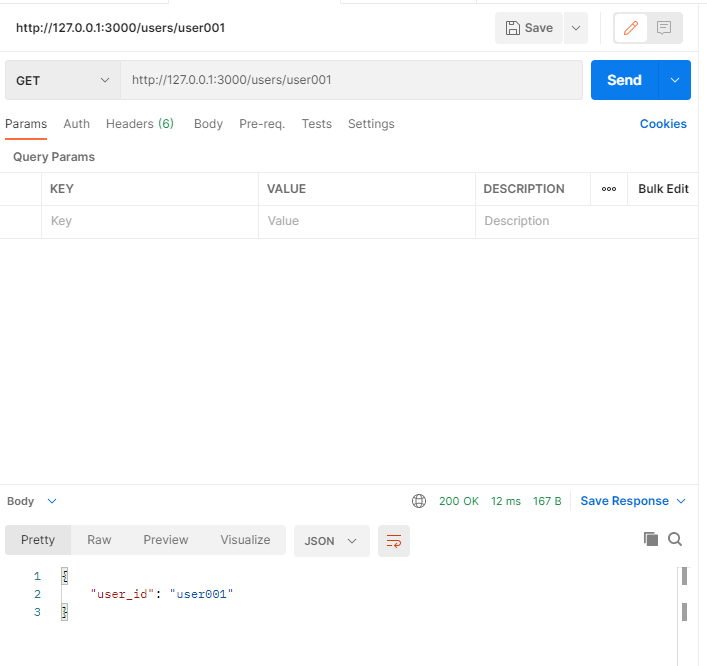 http://127.0.0.1:3000/users/user001 Save
GET http://127.0.0.1:3000/users/user001 Send
Params Auth Headers (6) Body Pre-req. Tests Settings Cookies
Query Params
KEY VALUE DESCRIPTION ooo Bulk Edit
Key Value Description
Body 200 OK 12 ms 167 B Save Response
Pretty Raw Preview Visualize JSON
1 {
2 "user_id": "user001"
3 }